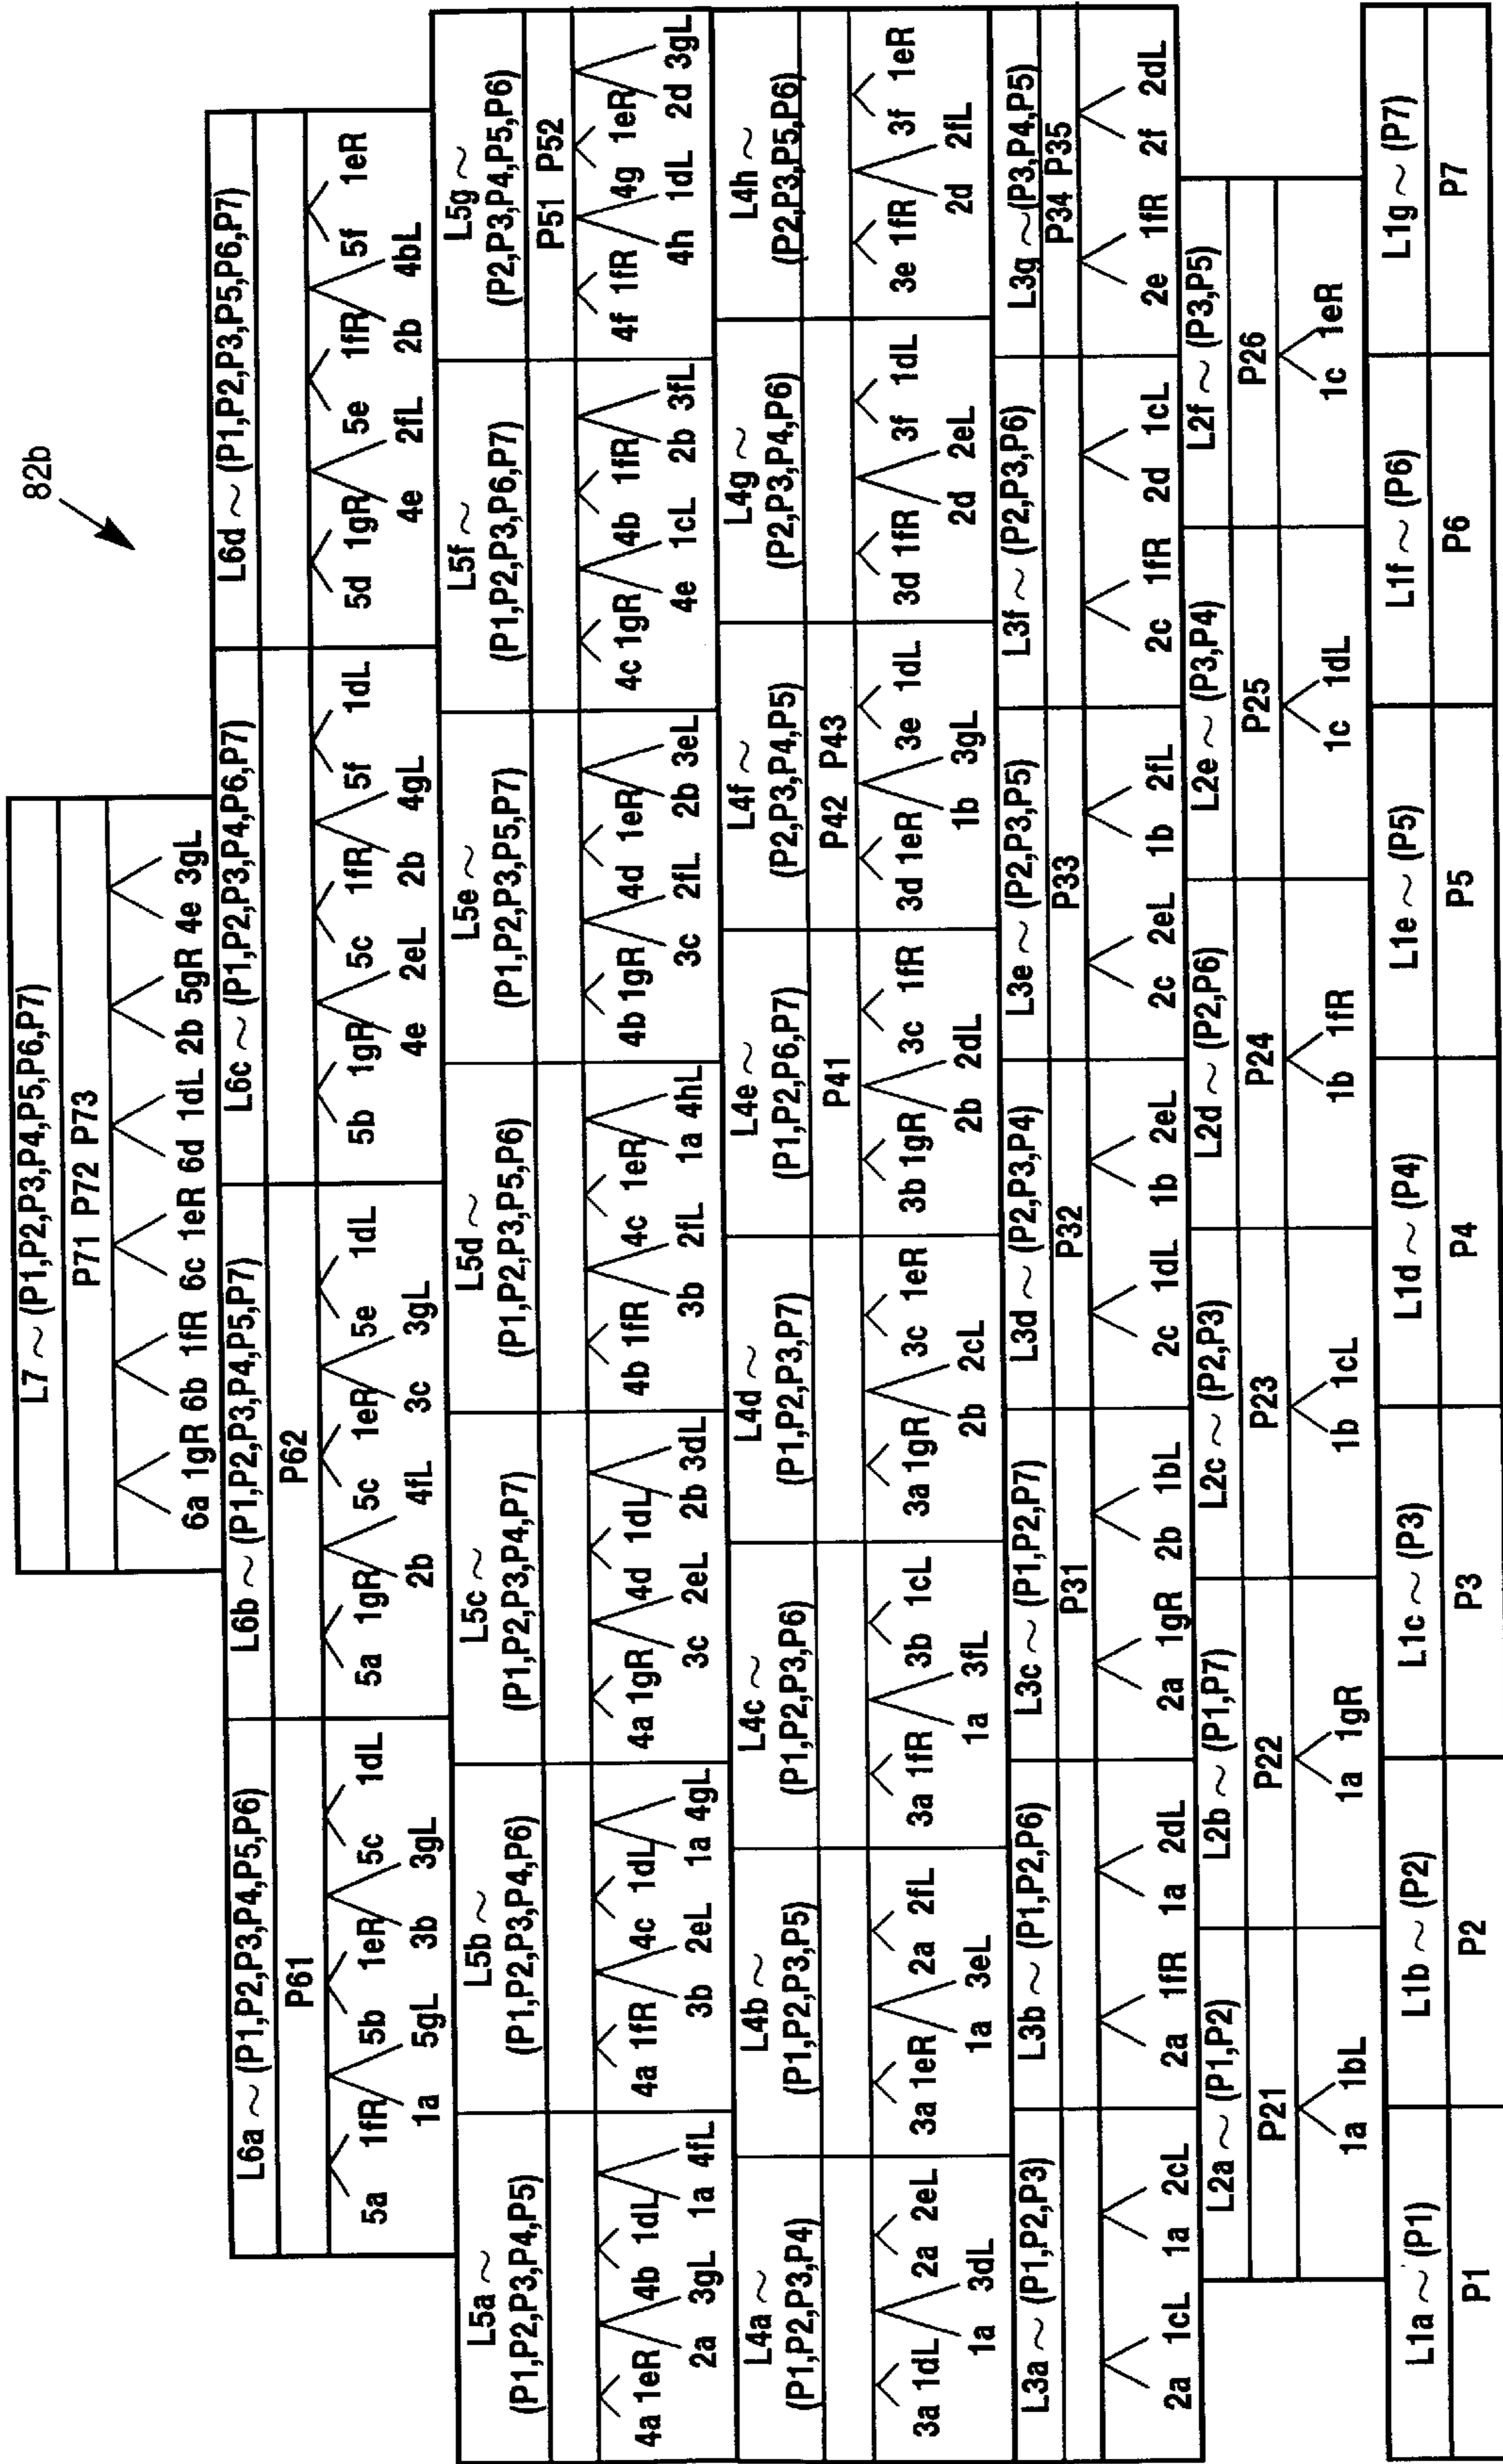 82b
L7 ~ (P1,P2,P3,P4,P5,P6,P7)
P71 P72 P73
6a 1gR 6b 1fR 6c 1eR 6d 1dL 2b 5gR 4e 3gL
L6a ~ (P1,P2,P3,P4,P5,P6)
P61
5a 1fR 5b 1eR 5c 1dL
1a 5gL 3b 3gL
L6b ~ (P1,P2,P3,P4,P5,P7)
P62
5a 1gR 5c 1eR 5e 1dL
2b 4fL 3c 3gL
L6c ~ (P1,P2,P3,P4,P6,P7)
5b 1gR 5c 1fR 5f 1dL
4e 2eL 2b 4gL
L6d ~ (P1,P2,P3,P5,P6,P7)
5d 1gR 5e 1fR 5f 1eR
4e 2fL 2b 4bL
L5a ~
(P1,P2,P3,P4,P5)
4a 1eR 4b 1dL
2a 3gL 1a 4fL
L5b ~
(P1,P2,P3,P4,P6)
4a 1fR 4c 1dL
3b 2eL 1a 4gL
L5c ~
(P1,P2,P3,P4,P7)
4a 1gR 4d 1dL
3c 2eL 2b 3dL
L5d ~
(P1,P2,P3,P5,P6)
4b 1fR 4c 1eR
3b 2fL 1a 4hL
L5e ~
(P1,P2,P3,P5,P7)
4b 1gR 4d 1eR
3c 2fL 2b 3eL
L5f ~
(P1,P2,P3,P6,P7)
4c 1gR 4b 1fR
4e 1cL 2b 3fL
L5g ~
(P2,P3,P4,P5,P6)
P51 P52
4f 1fR 4g 1eR
4h 1dL 2d 3gL
L4a ~
(P1,P2,P3,P4)
3a 1dL 2a 2eL
1a 3dL
L4b ~
(P1,P2,P3,P5)
3a 1eR 2a 2fL
1a 3eL
L4c ~
(P1,P2,P3,P6)
3a 1fR 3b 1cL
1a 3fL
L4d ~
(P1,P2,P3,P7)
3a 1gR 3c 1eR
2b 2cL
L4e ~
(P1,P2,P6,P7)
P41
3b 1gR 3c 1fR
2b 2dL
L4f ~
(P2,P3,P4,P5)
P42 P43
3d 1eR 3e 1dL
1b 3gL
L4g ~
(P2,P3,P4,P6)
3d 1fR 3f 1dL
2d 2eL
L4h ~
(P2,P3,P5,P6)
3e 1fR 3f 1eR
2d 2fL
L3a ~ (P1,P2,P3)
2a 1cL 1a 2cL
L3b ~ (P1,P2,P6)
2a 1fR 1a 2dL
L3c ~ (P1,P2,P7)
P31
2a 1gR 2b 1bL
L3d ~ (P2,P3,P4)
P32
2c 1dL 1b 2eL
L3e ~ (P2,P3,P5)
P33
2c 2eL 1b 2fL
L3f ~ (P2,P3,P6)
2c 1fR 2d 1cL
L3g ~ (P3,P4,P5)
P34 P35
2e 1fR 2f 2dL
L2a ~ (P1,P2)
P21
1a 1bL
L2b ~ (P1,P7)
P22
1a 1gR
L2c ~ (P2,P3)
P23
1b 1cL
L2d ~ (P2,P6)
P24
1b 1fR
L2e ~ (P3,P4)
P25
1c 1dL
L2f ~ (P3,P5)
P26
1c 1eR
L1a ~ (P1)
P1
L1b ~ (P2)
P2
L1c ~ (P3)
P3
L1d ~ (P4)
P4
L1e ~ (P5)
P5
L1f ~ (P6)
P6
L1g ~ (P7)
P7